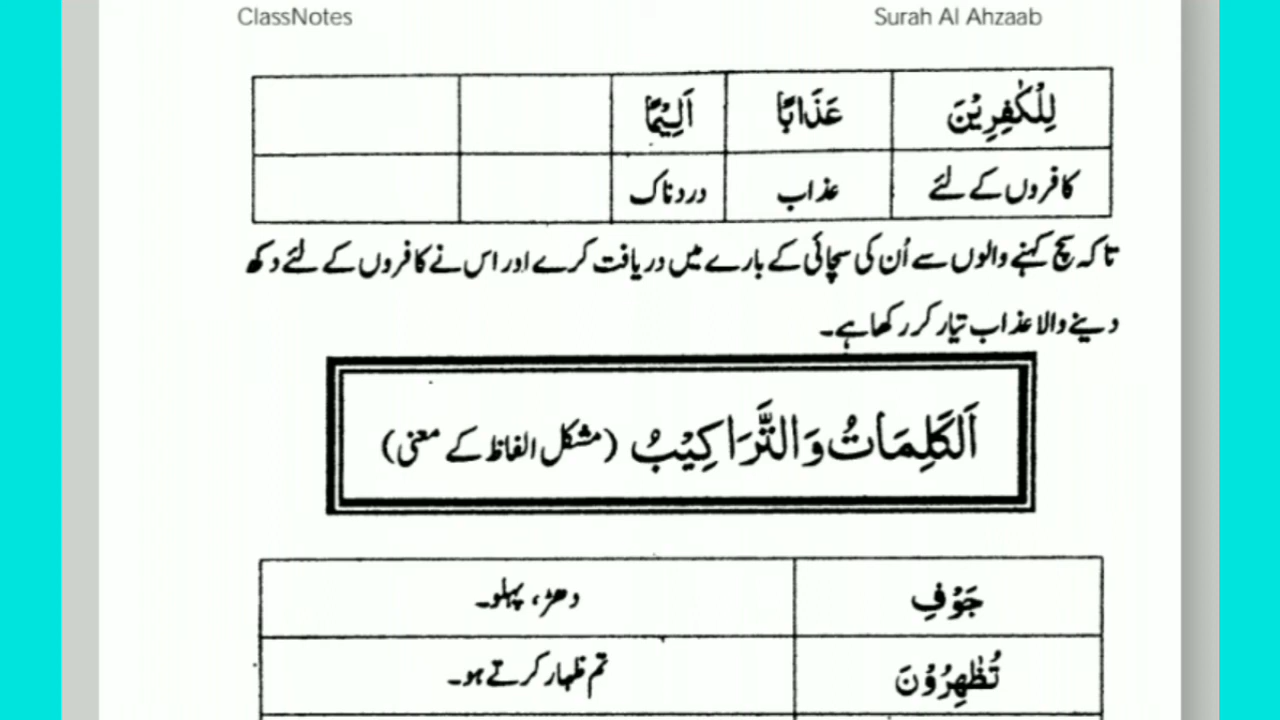 ClassNotes Surah Al Ahzaab
لِلْكٰفِرِيْنَ عَذَابًا اَلِيْمًا
کافروں کے لئے عذاب دردناک
تاکہ سچ کہنے والوں سے اُن کی سچائی کے بارے میں دریافت کرے اور اس نے کافروں کے لئے دکھ
دینے والا عذاب تیار کر رکھا ہے۔
اَلْكَلِمَاتُ وَالتَّرَاكِيْبُ (مشکل الفاظ کے معنی)
جَوْفِ دھڑ، پہلو۔
تُظٰهِرُوْنَ تم ظہار کرتے ہو۔